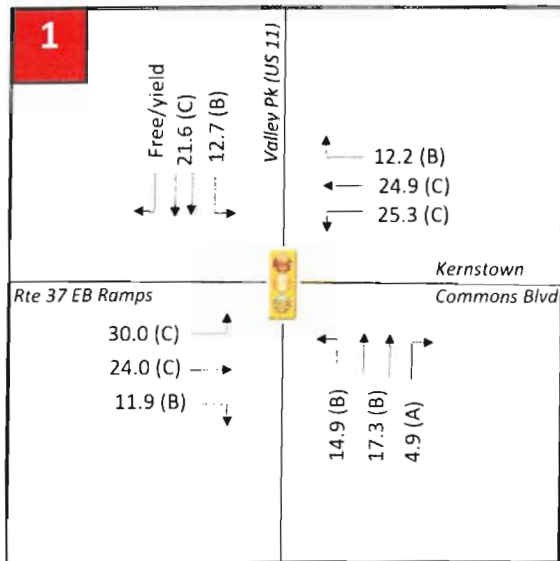 1
Free/yield
21.6 (C)
12.7 (B)
Valley Pk (US 11)
12.2 (B)
24.9 (C)
25.3 (C)
Kernstown
Commons Blvd
Rte 37 EB Ramps
30.0 (C)
24.0 (C)
11.9 (B)
14.9 (B)
17.3 (B)
4.9 (A)